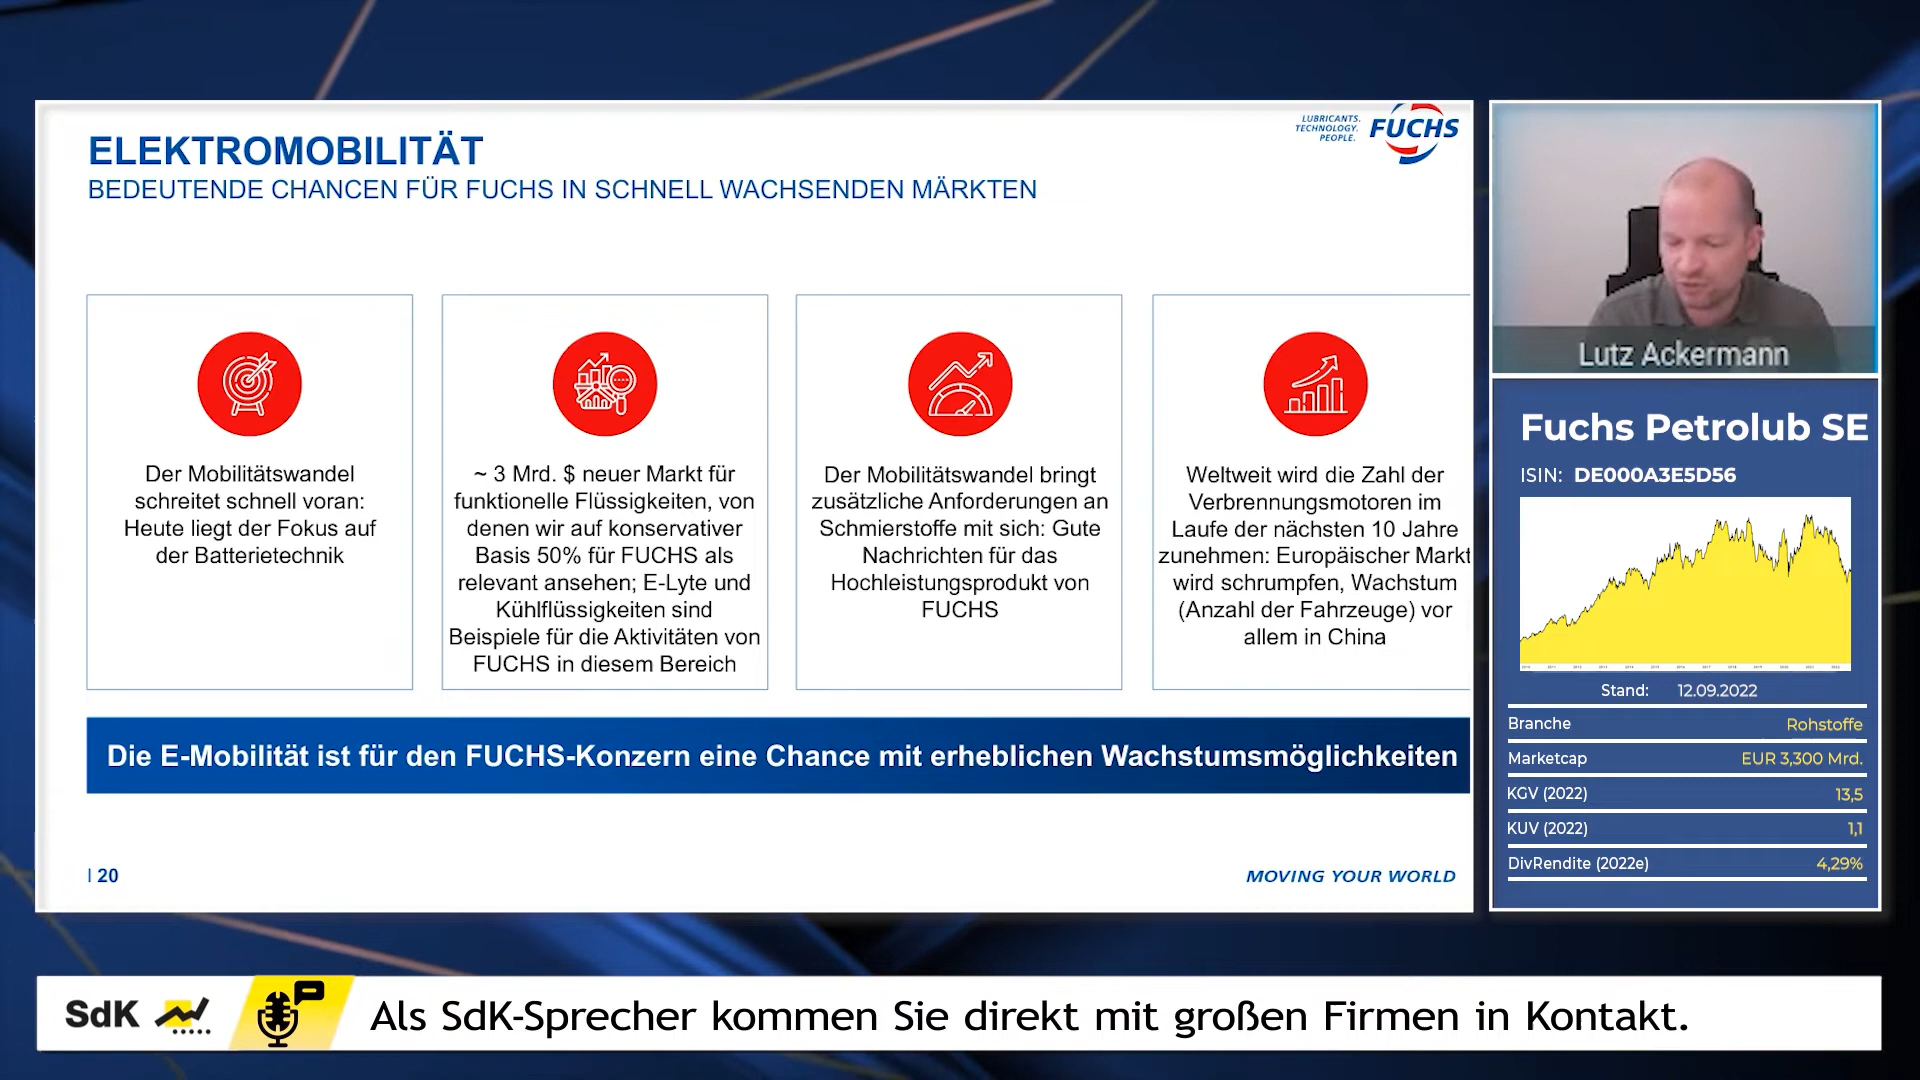 ELEKTROMOBILITÄT
BEDEUTENDE CHANCEN FÜR FUCHS IN SCHNELL WACHSENDEN MÄRKTEN
LUBRICANTS.
TECHNOLOGY.
PEOPLE.
FUCHS
Der Mobilitätswandel
schreitet schnell voran:
Heute liegt der Fokus auf
der Batterietechnik
~ 3 Mrd. $ neuer Markt für
funktionelle Flüssigkeiten, von
denen wir auf konservativer
Basis 50% für FUCHS als
relevant ansehen; E-Lyte und
Kühlflüssigkeiten sind
Beispiele für die Aktivitäten von
FUCHS in diesem Bereich
Der Mobilitätswandel bringt
zusätzliche Anforderungen an
Schmierstoffe mit sich: Gute
Nachrichten für das
Hochleistungsprodukt von
FUCHS
Weltweit wird die Zahl der
Verbrennungsmotoren im
Laufe der nächsten 10 Jahre
zunehmen: Europäischer Markt
wird schrumpfen, Wachstum
(Anzahl der Fahrzeuge) vor
allem in China
Die E-Mobilität ist für den FUCHS-Konzern eine Chance mit erheblichen Wachstumsmöglichkeiten
| 20
MOVING YOUR WORLD
Lutz Ackermann
Fuchs Petrolub SE
ISIN: DE000A3E5D56
Stand: 12.09.2022
Branche Rohstoffe
Marketcap EUR 3,300 Mrd.
KGV (2022) 13,5
KUV (2022) 1,1
DivRendite (2022e) 4,29%
SdK
Als SdK-Sprecher kommen Sie direkt mit großen Firmen in Kontakt.